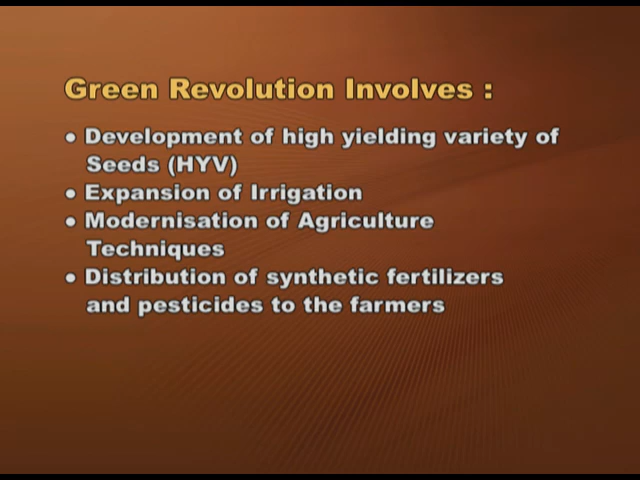 Green Revolution Involves :
● Development of high yielding variety of
Seeds (HYV)
● Expansion of Irrigation
● Modernisation of Agriculture
Techniques
● Distribution of synthetic fertilizers
and pesticides to the farmers